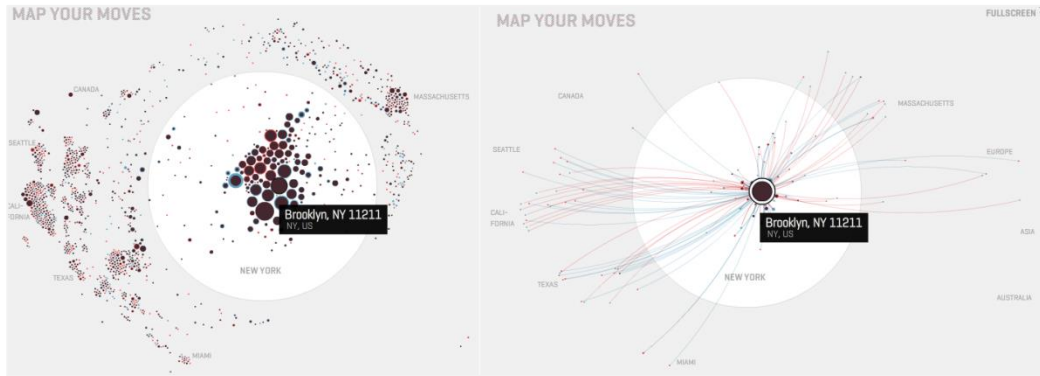 MAP YOUR MOVES
CANADA
MASSACHUSETTS
SEATTLE
CALI-
FORNIA
Brooklyn, NY 11211
NY, US
NEW YORK
TEXAS
MIAMI
MAP YOUR MOVES
FULLSCREEN
CANADA
MASSACHUSETTS
SEATTLE
EUROPE
CALI-
FORNIA
Brooklyn, NY 11211
NY, US
ASIA
NEW YORK
TEXAS
AUSTRALIA
MIAMI